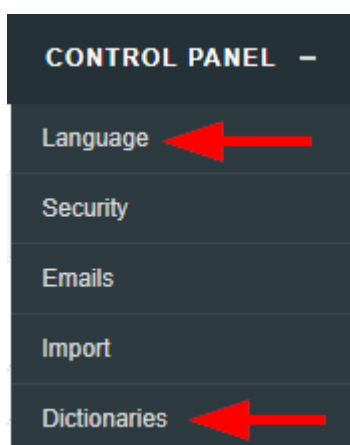 CONTROL PANEL –
Language
Security
Emails
Import
Dictionaries